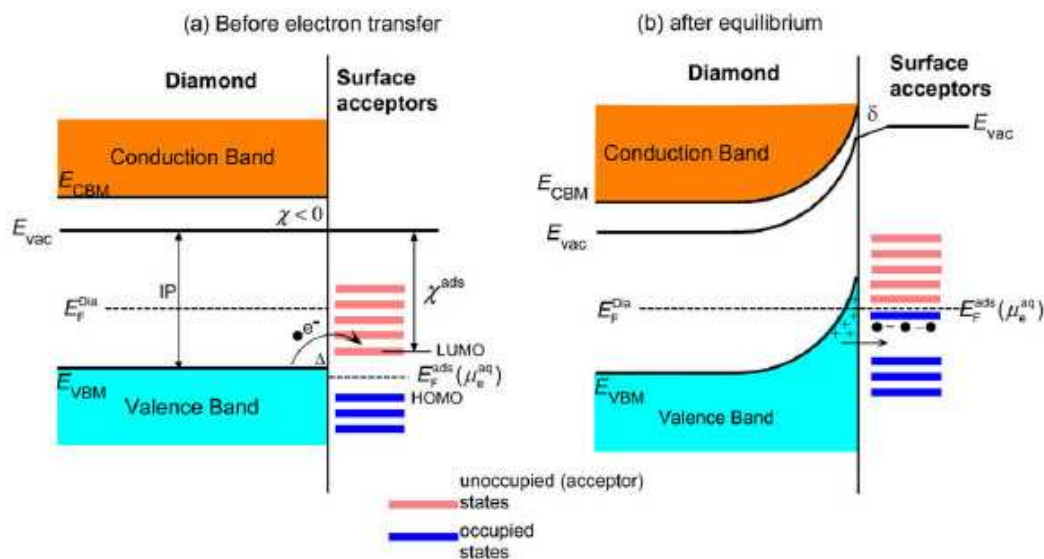 (a) Before electron transfer
Diamond
Surface
acceptors
Conduction Band
E_CBM
χ < 0
E_vac
IP
χ^ads
E_F^Dia
e⁻
LUMO
Δ
E_F^ads (μ_e^aq)
E_VBM
HOMO
Valence Band
(b) after equilibrium
Diamond
Surface
acceptors
δ
E_vac
Conduction Band
E_CBM
E_vac
E_F^Dia
+ + + + +
E_F^ads (μ_e^aq)
E_VBM
Valence Band
unoccupied (acceptor)
states
occupied
states